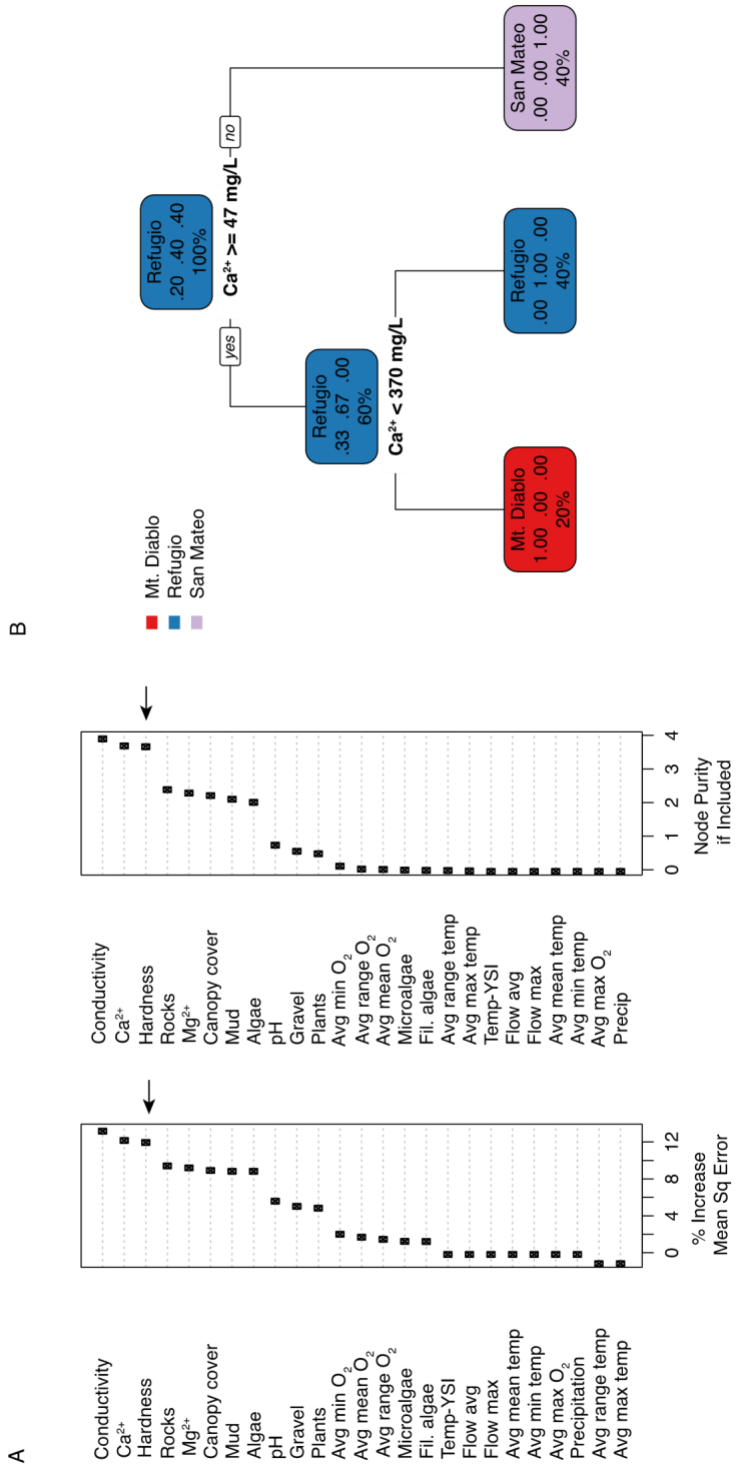 A
Conductivity
Ca²⁺
Hardness
Rocks
Mg²⁺
Canopy cover
Mud
Algae
pH
Gravel
Plants
Avg min O₂
Avg mean O₂
Avg range O₂
Microalgae
Fil. algae
Temp-YSI
Flow avg
Flow max
Avg mean temp
Avg min temp
Avg max O₂
Precipitation
Avg range temp
Avg max temp
0 4 8 12
% Increase
Mean Sq Error
Conductivity
Ca²⁺
Hardness
Rocks
Mg²⁺
Canopy cover
Mud
Algae
pH
Gravel
Plants
Avg min O₂
Avg range O₂
Avg mean O₂
Microalgae
Fil. algae
Avg range temp
Avg max temp
Temp-YSI
Flow avg
Flow max
Avg mean temp
Avg min temp
Avg max O₂
Precip
0 1 2 3 4
Node Purity
if Included
B
Mt. Diablo
Refugio
San Mateo
Refugio
.20 .40 .40
100%
yes
Ca²⁺ >= 47 mg/L
no
Refugio
.33 .67 .00
60%
Ca²⁺ < 370 mg/L
Mt. Diablo
1.00 .00 .00
20%
Refugio
.00 1.00 .00
40%
San Mateo
.00 .00 1.00
40%